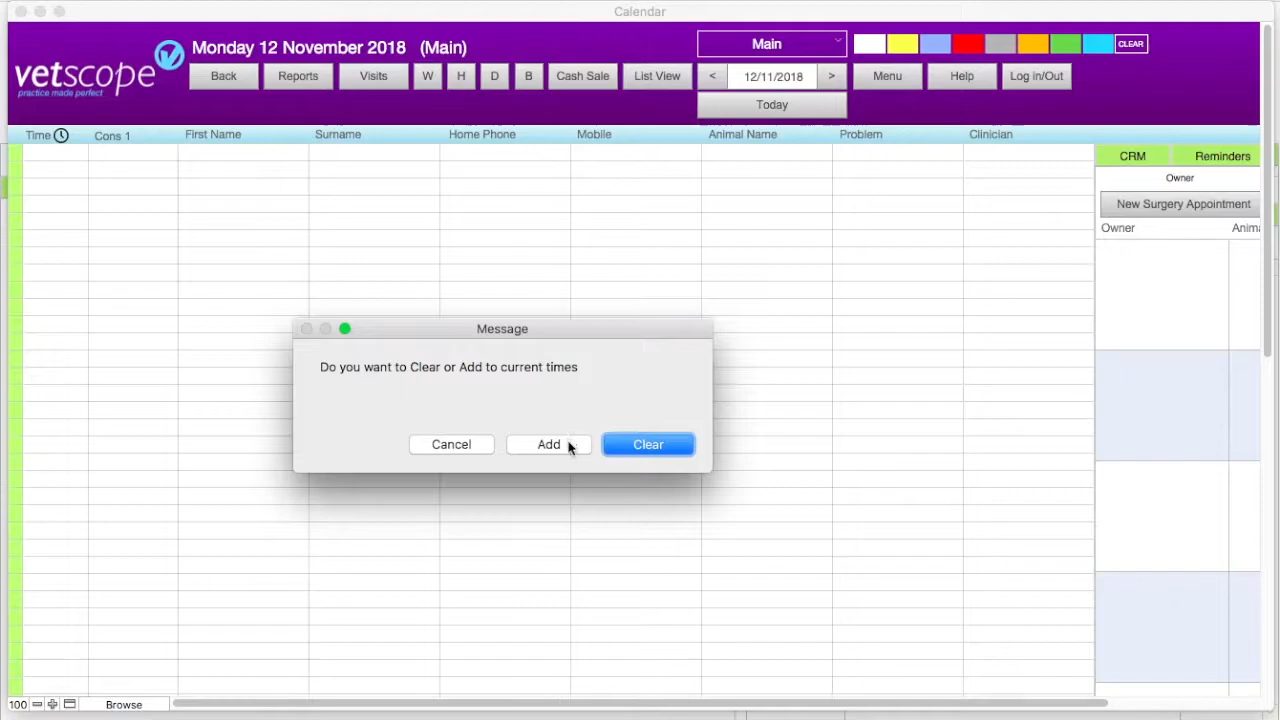 Calendar
vetscope
practice made perfect
Monday 12 November 2018 (Main)
Back
Reports
Visits
W
H
D
B
Cash Sale
List View
Main
<
12/11/2018
>
Today
CLEAR
Menu
Help
Log in/Out
Time
Cons 1
First Name
Surname
Home Phone
Mobile
Animal Name
Problem
Clinician
CRM
Reminders
Owner
New Surgery Appointment
Owner
Anima
Message
Do you want to Clear or Add to current times
Cancel
Add
Clear
100
Browse